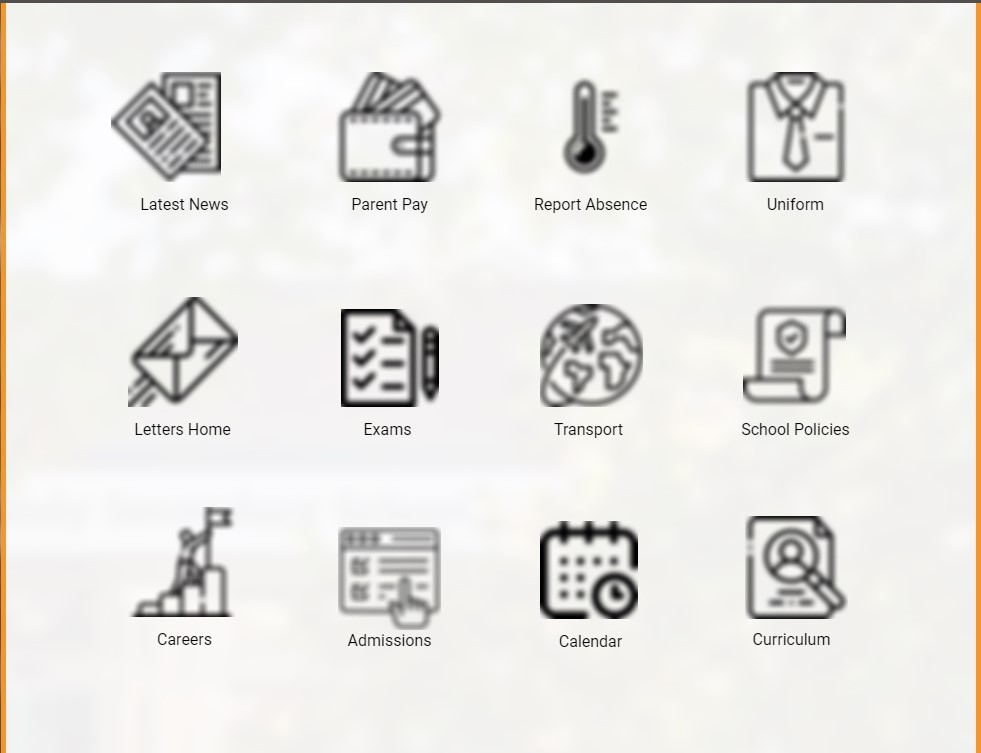 Latest News
Parent Pay
Report Absence
Uniform
Letters Home
Exams
Transport
School Policies
Careers
Admissions
Calendar
Curriculum